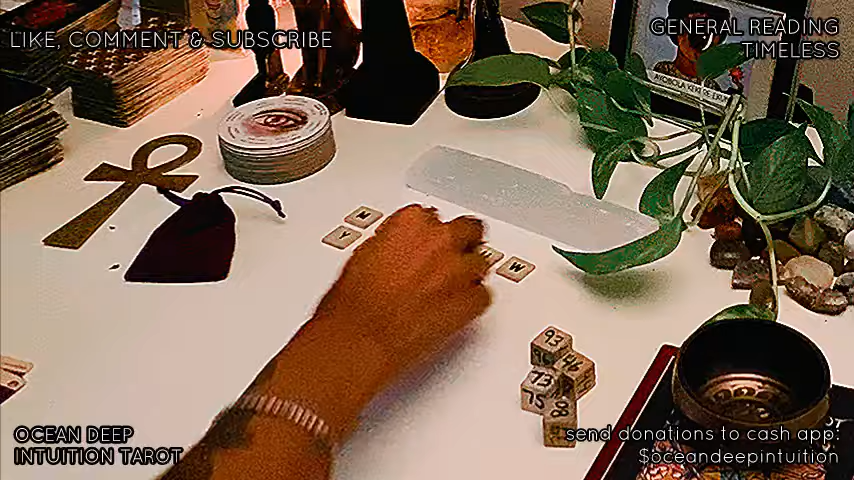 LIKE, COMMENT & SUBSCRIBE
GENERAL READING
TIMELESS
M
Y
W
93
46
73
75
80
OCEAN DEEP
INTUITION TAROT
send donations to cash app:
$oceandeepintuition